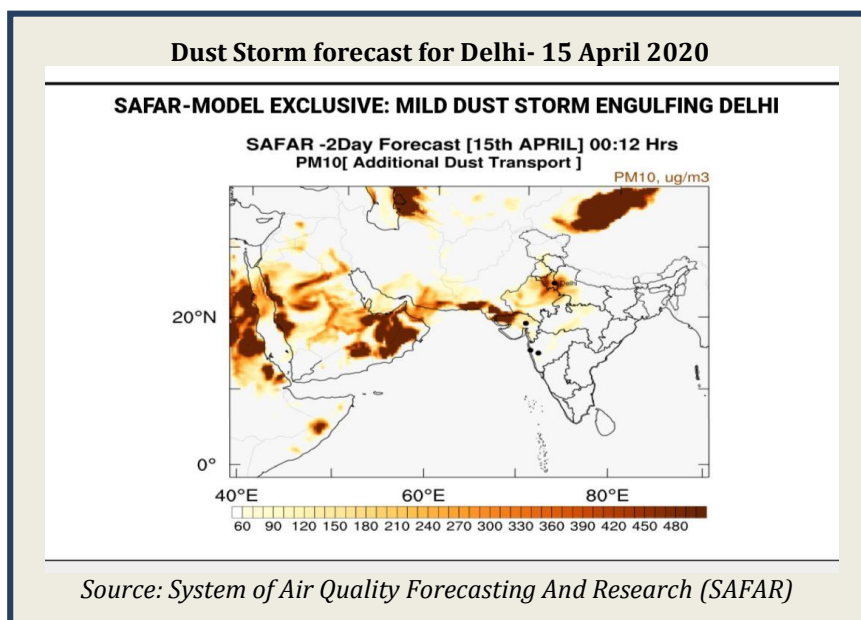 Dust Storm forecast for Delhi- 15 April 2020
SAFAR-MODEL EXCLUSIVE: MILD DUST STORM ENGULFING DELHI
SAFAR -2Day Forecast [15th APRIL] 00:12 Hrs
PM10[ Additional Dust Transport ]
PM10, ug/m3
Delhi
20°N
0°
40°E 60°E 80°E
60 90 120 150 180 210 240 270 300 330 360 390 420 450 480
Source: System of Air Quality Forecasting And Research (SAFAR)